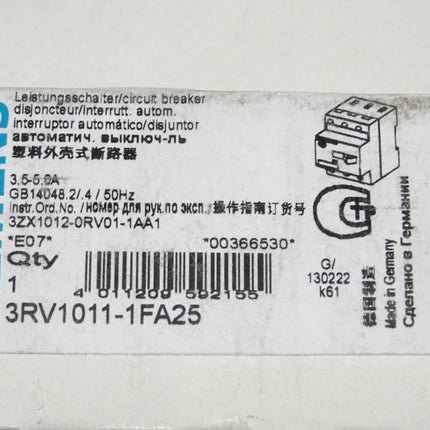 Leistungsschalter/circuit breaker
disjoncteur/interrutt. autom.
interruptor automático/disjuntor
автоматич. выключ-ль
塑料外壳式断路器
3,5-5,0A
GB14048.2/.4 / 50Hz
Instr.Ord.No. /номер для рук.по эксп. /操作指南订货号
3ZX1012-0RV01-1AA1
*E07* *00366530*
Qty
1
4 011209 592155
3RV1011-1FA25
G/
130222
k61
德国制造
Made in Germany
Сделано в Германии